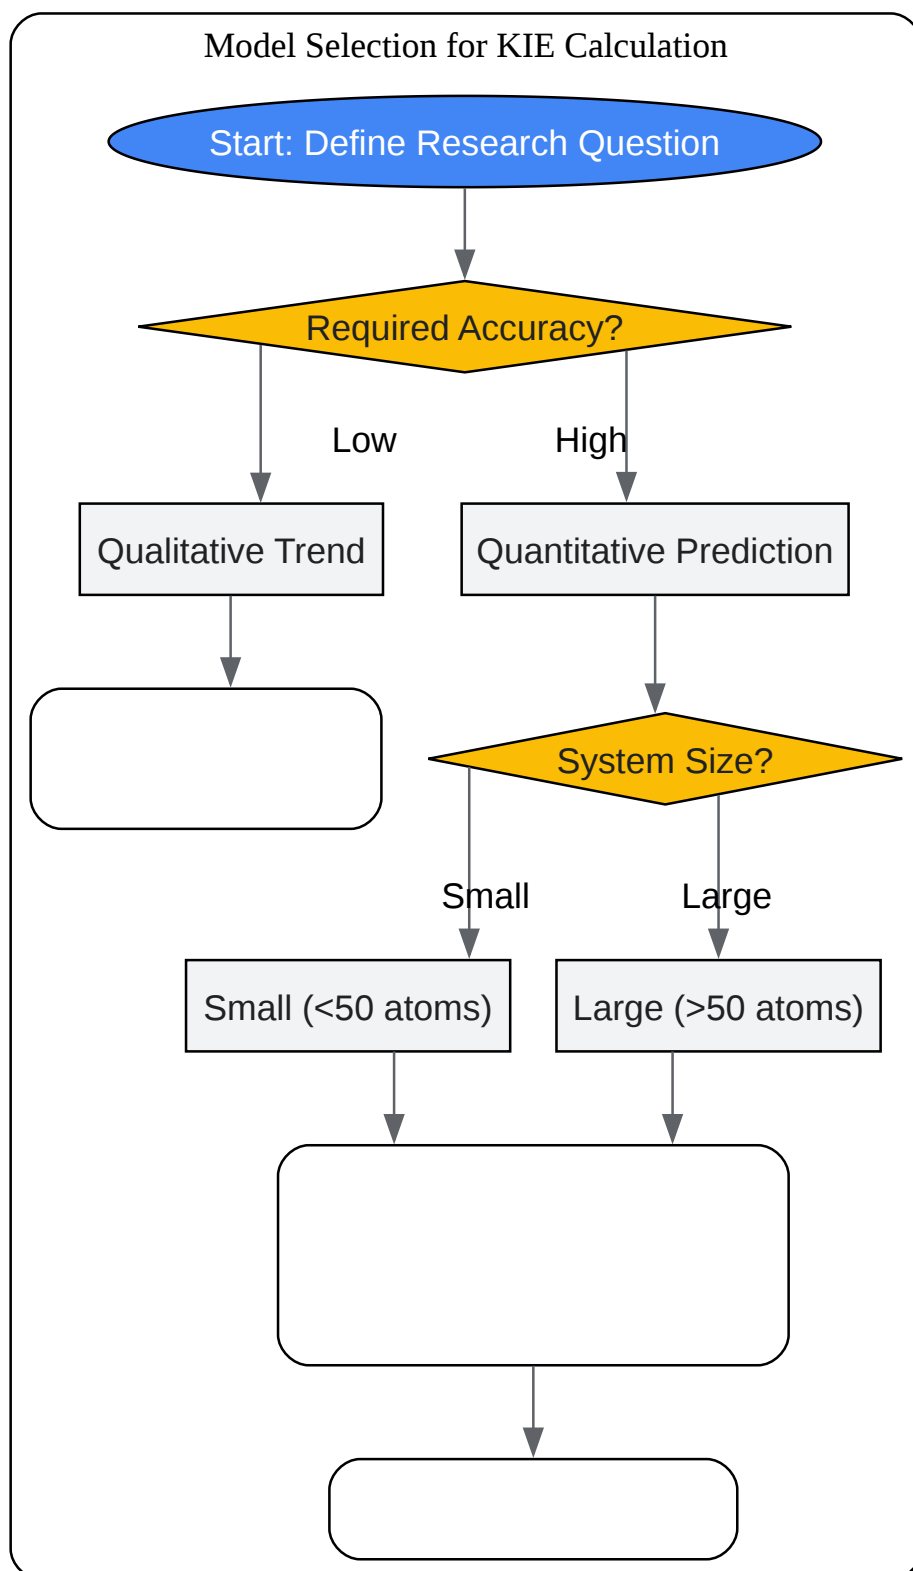 Model Selection for KIE Calculation
Start: Define Research Question
Required Accuracy?
Low
High
Qualitative Trend
Quantitative Prediction
System Size?
Small
Large
Small (<50 atoms)
Large (>50 atoms)